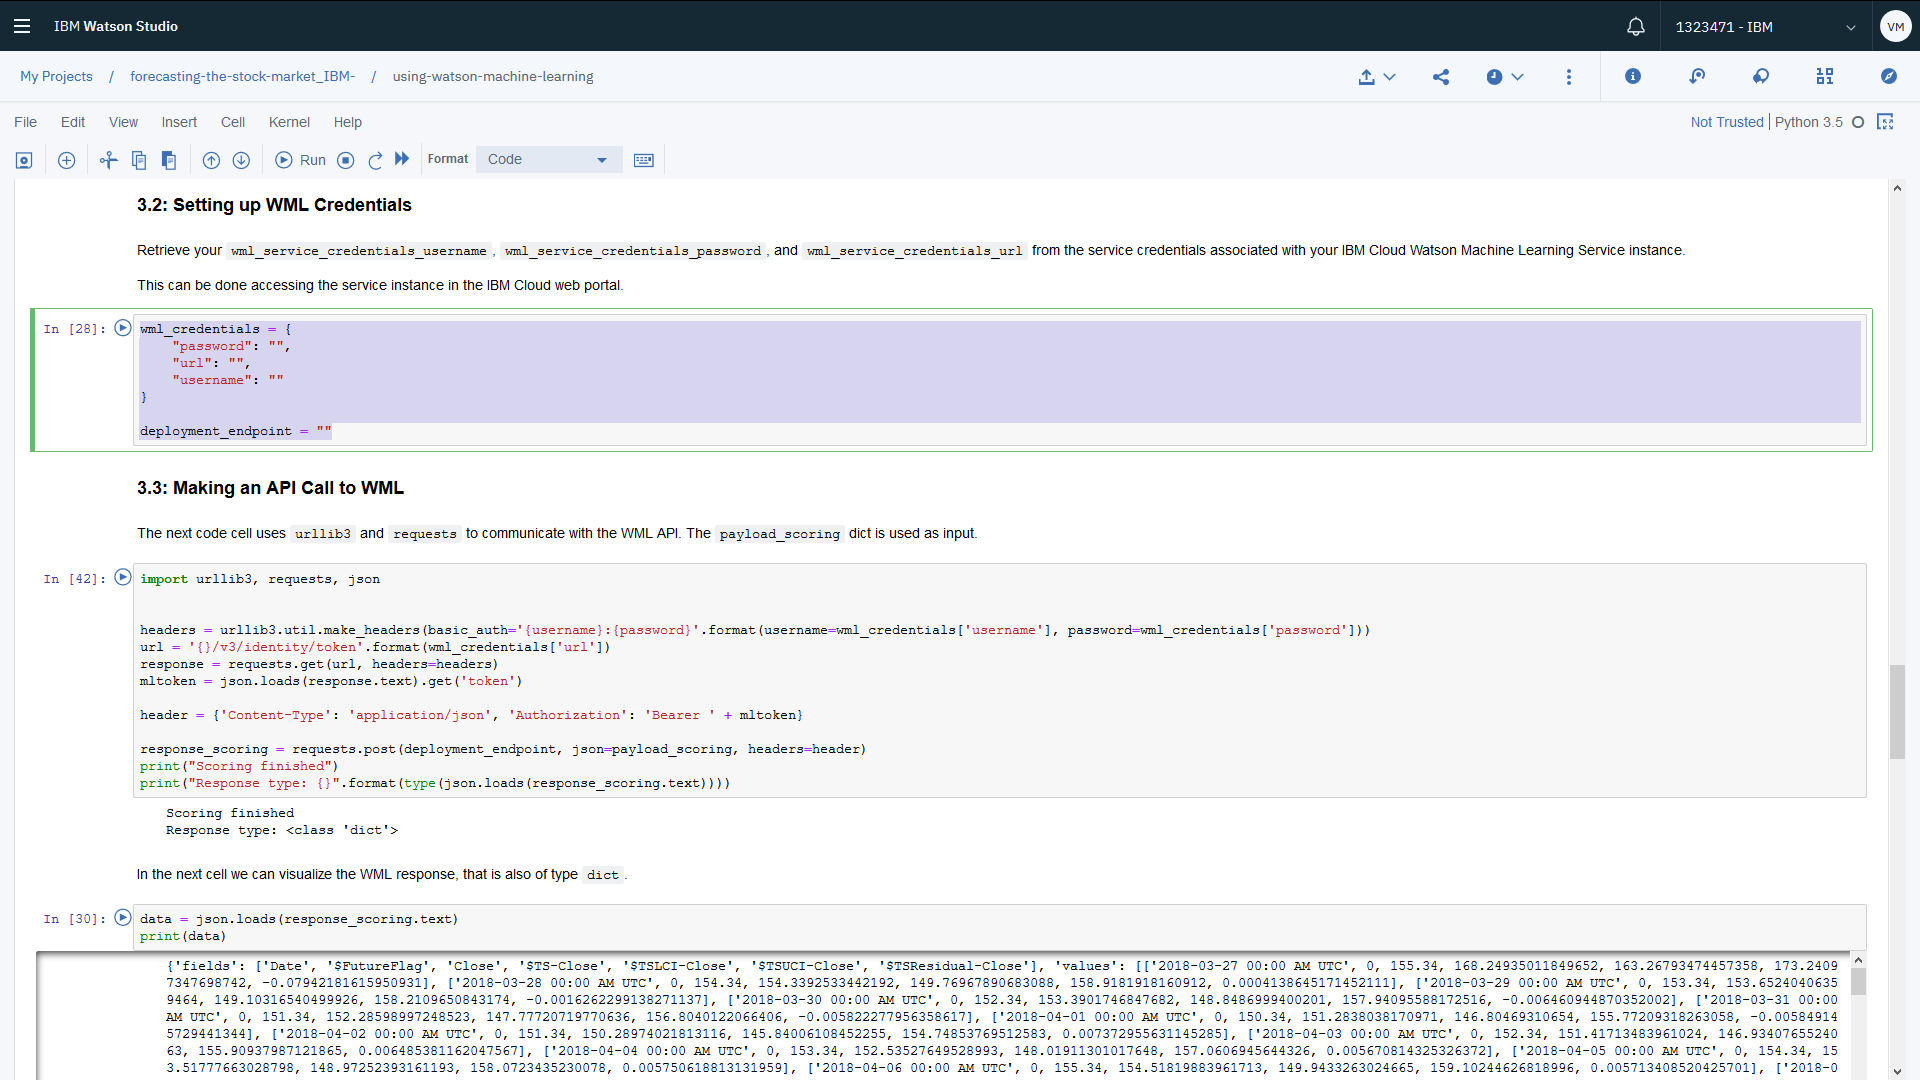 IBM Watson Studio
1323471 - IBM
VM
My Projects / forecasting-the-stock-market_IBM- / using-watson-machine-learning
File Edit View Insert Cell Kernel Help
Not Trusted | Python 3.5
Run
Format Code
3.2: Setting up WML Credentials
Retrieve your wml_service_credentials_username , wml_service_credentials_password , and wml_service_credentials_url from the service credentials associated with your IBM Cloud Watson Machine Learning Service instance.
This can be done accessing the service instance in the IBM Cloud web portal.
In [28]: wml_credentials = {
"password": "",
"url": "",
"username": ""
}
deployment_endpoint = ""
3.3: Making an API Call to WML
The next code cell uses urllib3 and requests to communicate with the WML API. The payload_scoring dict is used as input.
In [42]: import urllib3, requests, json
headers = urllib3.util.make_headers(basic_auth='{username}:{password}'.format(username=wml_credentials['username'], password=wml_credentials['password']))
url = '{}/v3/identity/token'.format(wml_credentials['url'])
response = requests.get(url, headers=headers)
mltoken = json.loads(response.text).get('token')
header = {'Content-Type': 'application/json', 'Authorization': 'Bearer ' + mltoken}
response_scoring = requests.post(deployment_endpoint, json=payload_scoring, headers=header)
print("Scoring finished")
print("Response type: {}".format(type(json.loads(response_scoring.text))))
Scoring finished
Response type: <class 'dict'>
In the next cell we can visualize the WML response, that is also of type dict .
In [30]: data = json.loads(response_scoring.text)
print(data)
{'fields': ['Date', '$FutureFlag', 'Close', '$TS-Close', '$TSLCI-Close', '$TSUCI-Close', '$TSResidual-Close'], 'values': [['2018-03-27 00:00 AM UTC', 0, 155.34, 168.24935011849652, 163.26793474457358, 173.2409
7347698742, -0.07942181615950931], ['2018-03-28 00:00 AM UTC', 0, 154.34, 154.3392533442192, 149.76967890683088, 158.9181918160912, 0.0004138645171452111], ['2018-03-29 00:00 AM UTC', 0, 153.34, 153.6524040635
9464, 149.10316540499926, 158.2109650843174, -0.0016262299138271137], ['2018-03-30 00:00 AM UTC', 0, 152.34, 153.3901746847682, 148.8486999400201, 157.94095588172516, -0.006460944870352002], ['2018-03-31 00:00
AM UTC', 0, 151.34, 152.28598997248523, 147.77720719770636, 156.8040122066406, -0.005822277956358617], ['2018-04-01 00:00 AM UTC', 0, 150.34, 151.2838038170971, 146.80469310654, 155.77209318263058, -0.00584914
5729441344], ['2018-04-02 00:00 AM UTC', 0, 151.34, 150.28974021813116, 145.84006108452255, 154.74853769512583, 0.007372955631145285], ['2018-04-03 00:00 AM UTC', 0, 152.34, 151.41713483961024, 146.93407655240
63, 155.90937987121865, 0.006485381162047567], ['2018-04-04 00:00 AM UTC', 0, 153.34, 152.53527649528993, 148.01911301017648, 157.0606945644326, 0.005670814325326372], ['2018-04-05 00:00 AM UTC', 0, 154.34, 15
3.51777663028798, 148.97252393161193, 158.0723435230078, 0.005750618813131959], ['2018-04-06 00:00 AM UTC', 0, 155.34, 154.51819883961713, 149.9433263024665, 159.10244626818996, 0.005713408520425701], ['2018-0